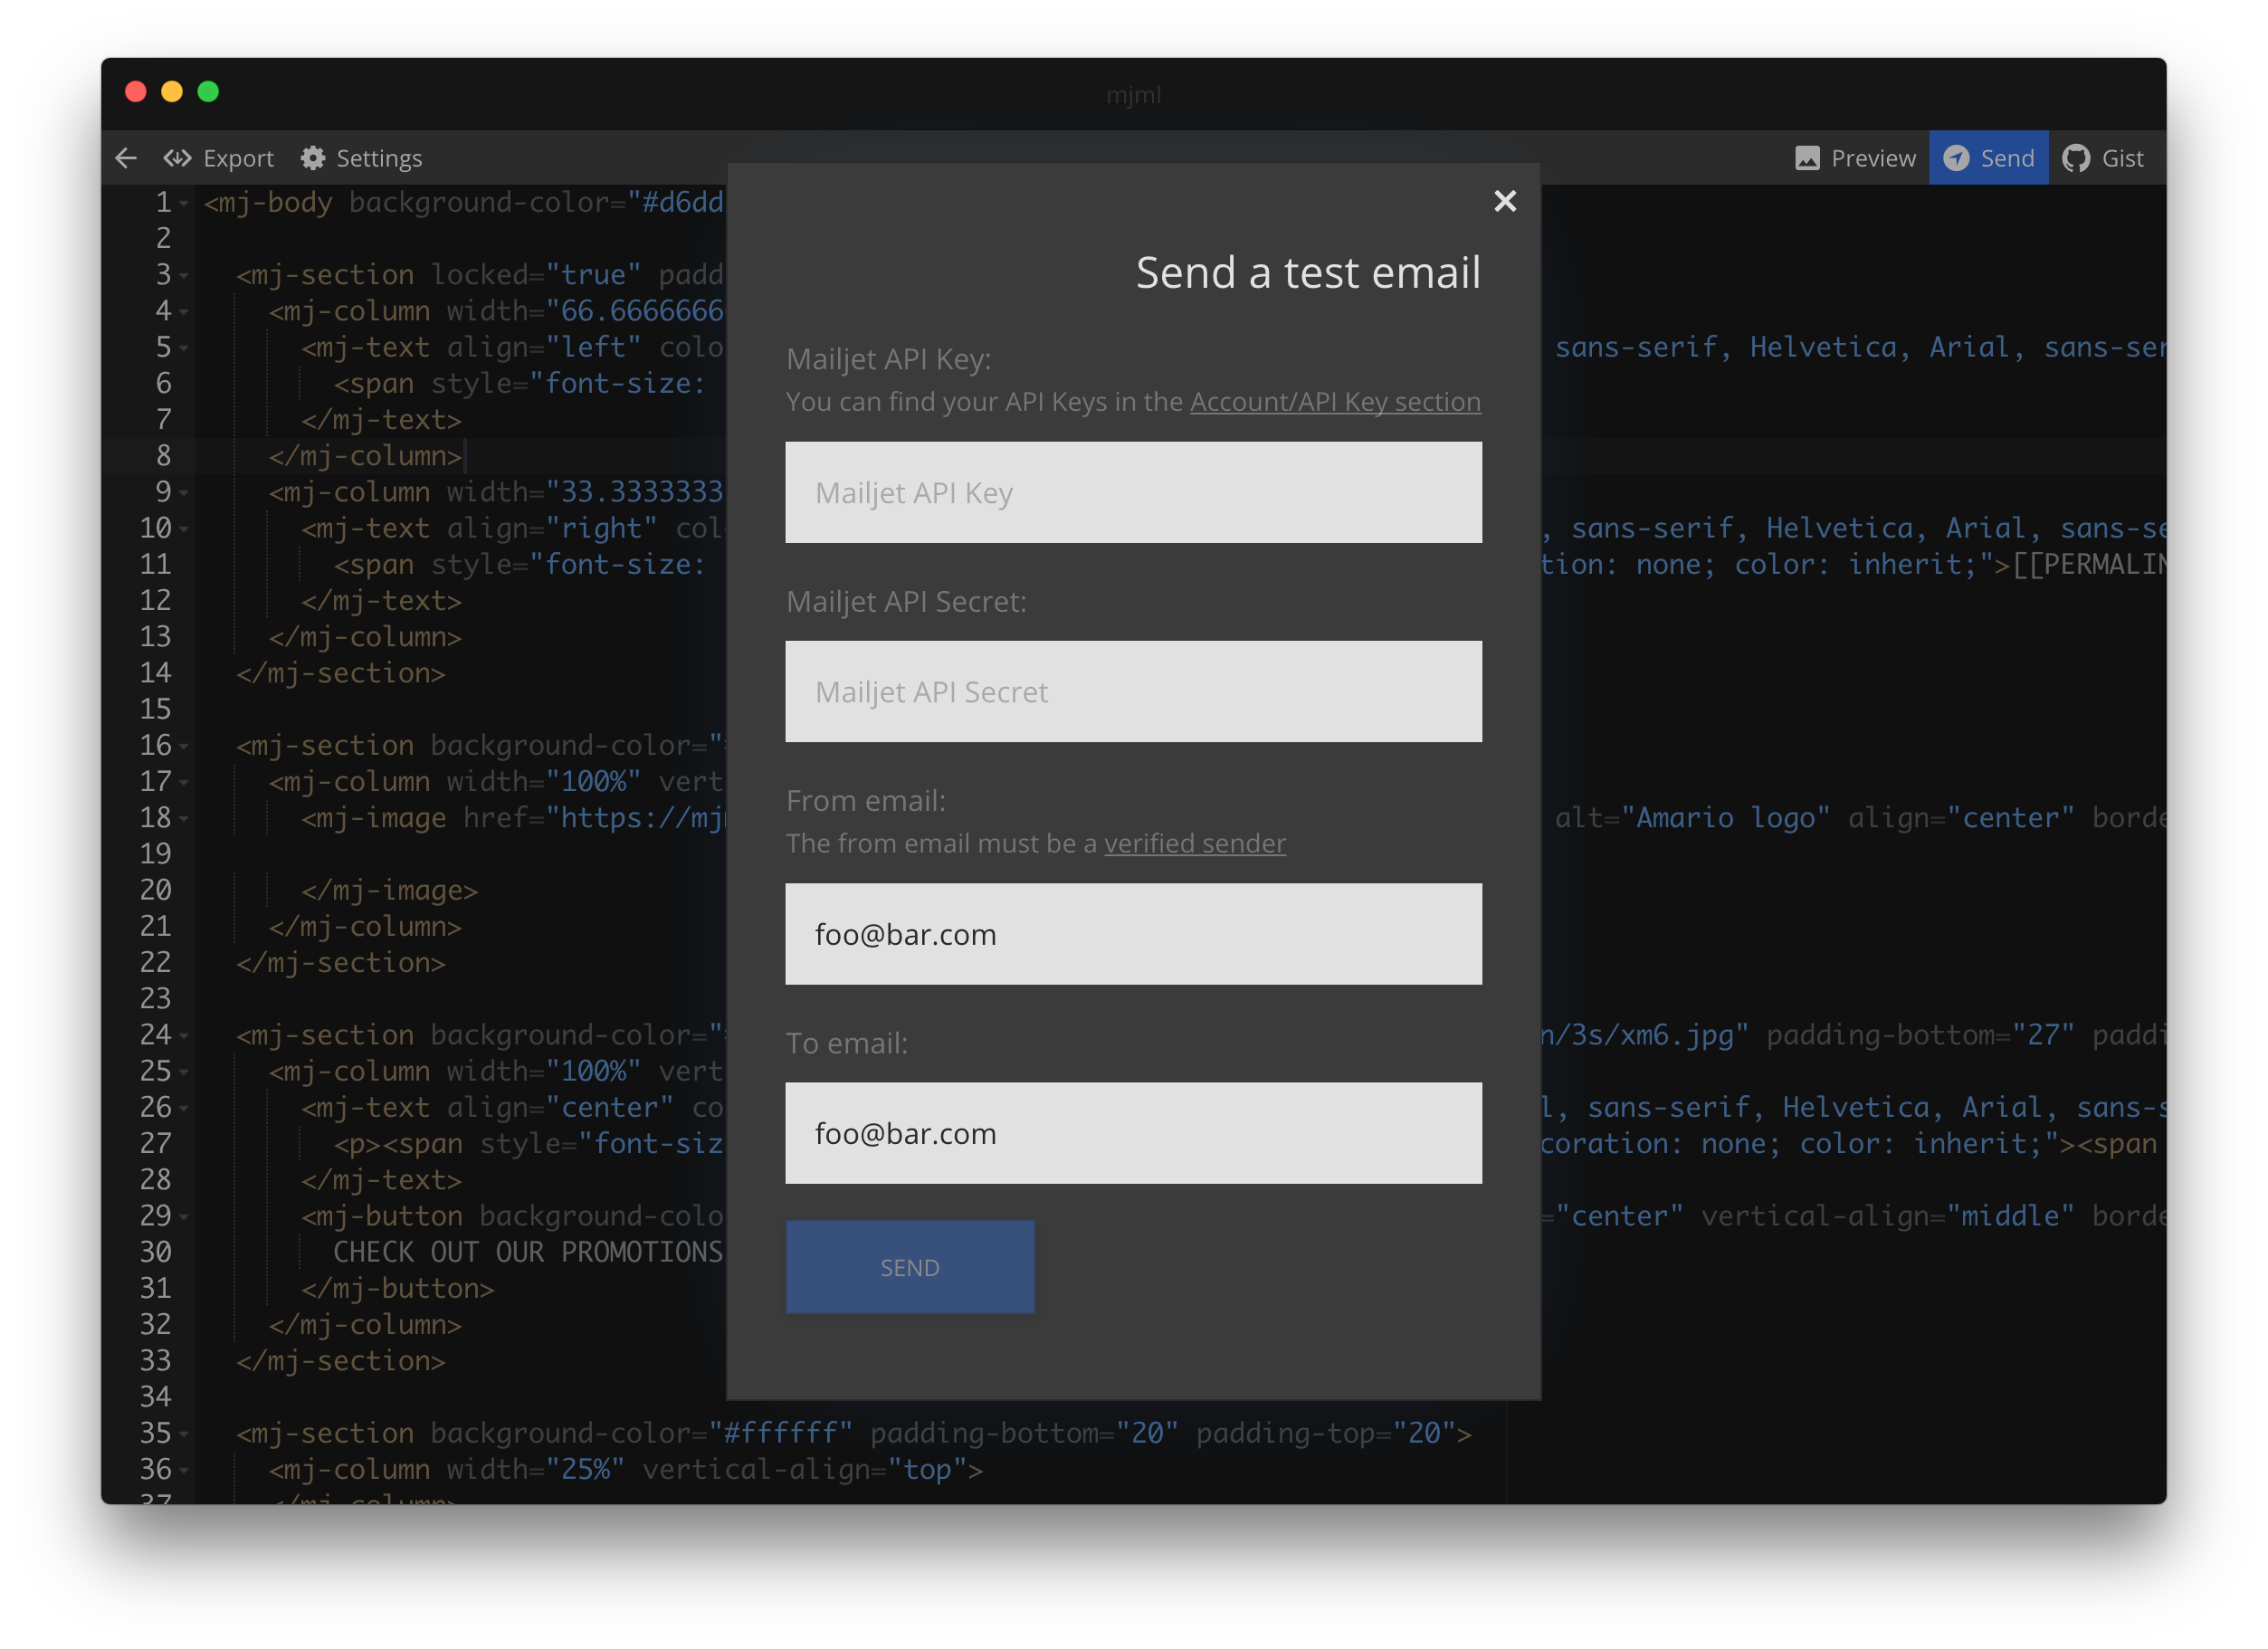 mjml
Export Settings Preview Send Gist
1 <mj-body background-color="#d6dd
2
3 <mj-section locked="true" padd
4 <mj-column width="66.6666666
5 <mj-text align="left" colo sans-serif, Helvetica, Arial, sans-ser
6 <span style="font-size:
7 </mj-text>
8 </mj-column>
9 <mj-column width="33.3333333
10 <mj-text align="right" col , sans-serif, Helvetica, Arial, sans-se
11 <span style="font-size: tion: none; color: inherit;">[[PERMALIN
12 </mj-text>
13 </mj-column>
14 </mj-section>
15
16 <mj-section background-color="
17 <mj-column width="100%" vert
18 <mj-image href="https://mj alt="Amario logo" align="center" borde
19
20 </mj-image>
21 </mj-column>
22 </mj-section>
23
24 <mj-section background-color=" n/3s/xm6.jpg" padding-bottom="27" paddi
25 <mj-column width="100%" vert
26 <mj-text align="center" co l, sans-serif, Helvetica, Arial, sans-s
27 <p><span style="font-siz coration: none; color: inherit;"><span
28 </mj-text>
29 <mj-button background-colo ="center" vertical-align="middle" borde
30 CHECK OUT OUR PROMOTIONS
31 </mj-button>
32 </mj-column>
33 </mj-section>
34
35 <mj-section background-color="#ffffff" padding-bottom="20" padding-top="20">
36 <mj-column width="25%" vertical-align="top">
37 </mj-column>
Send a test email
Mailjet API Key:
You can find your API Keys in the Account/API Key section
Mailjet API Key
Mailjet API Secret:
Mailjet API Secret
From email:
The from email must be a verified sender
foo@bar.com
To email:
foo@bar.com
SEND